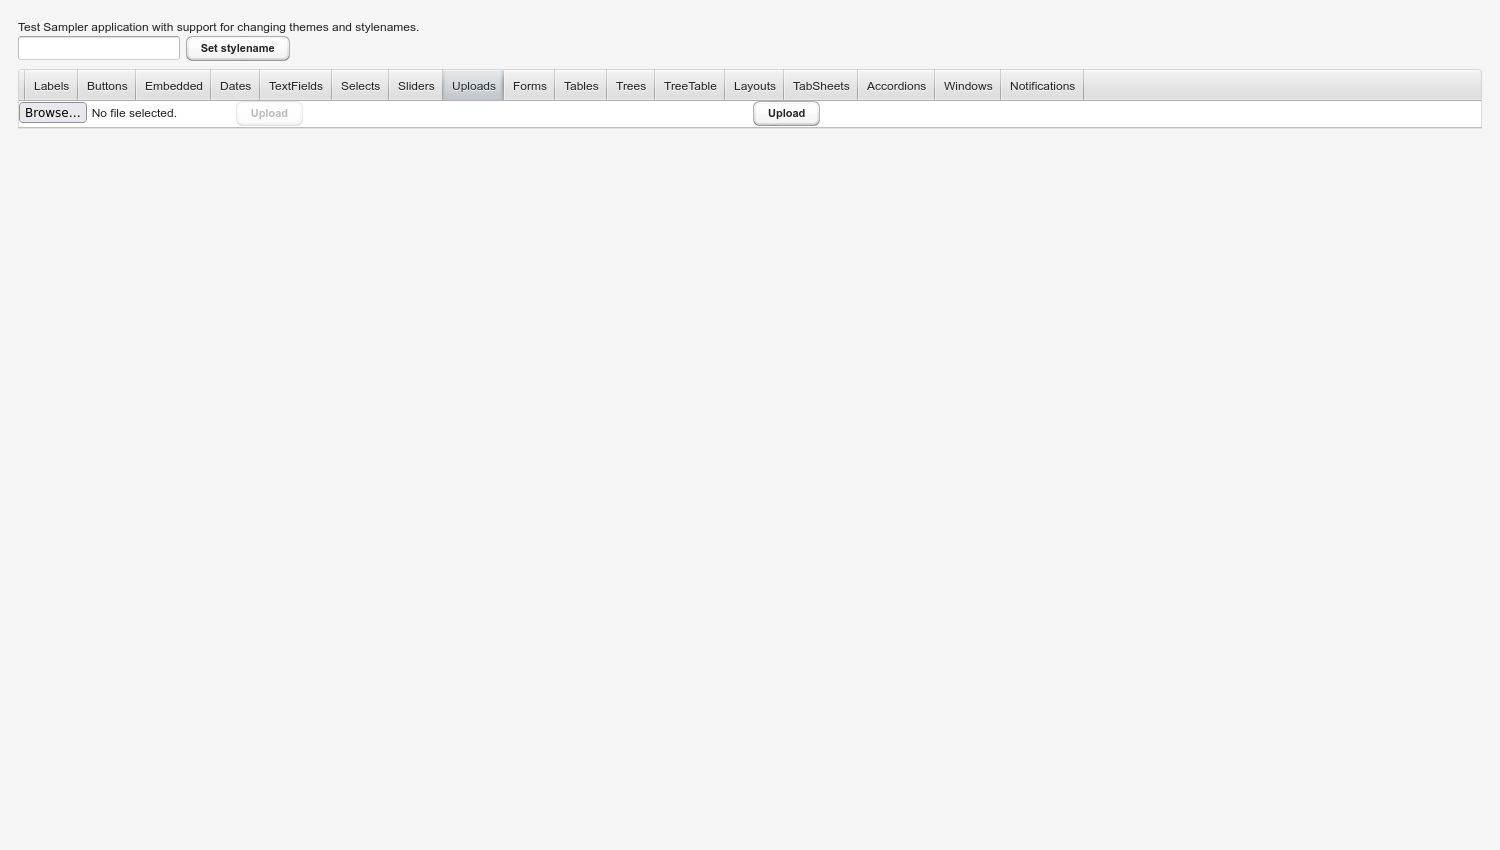 Test Sampler application with support for changing themes and stylenames.
Set stylename
Labels Buttons Embedded Dates TextFields Selects Sliders Uploads Forms Tables Trees TreeTable Layouts TabSheets Accordions Windows Notifications
Browse... No file selected. Upload Upload